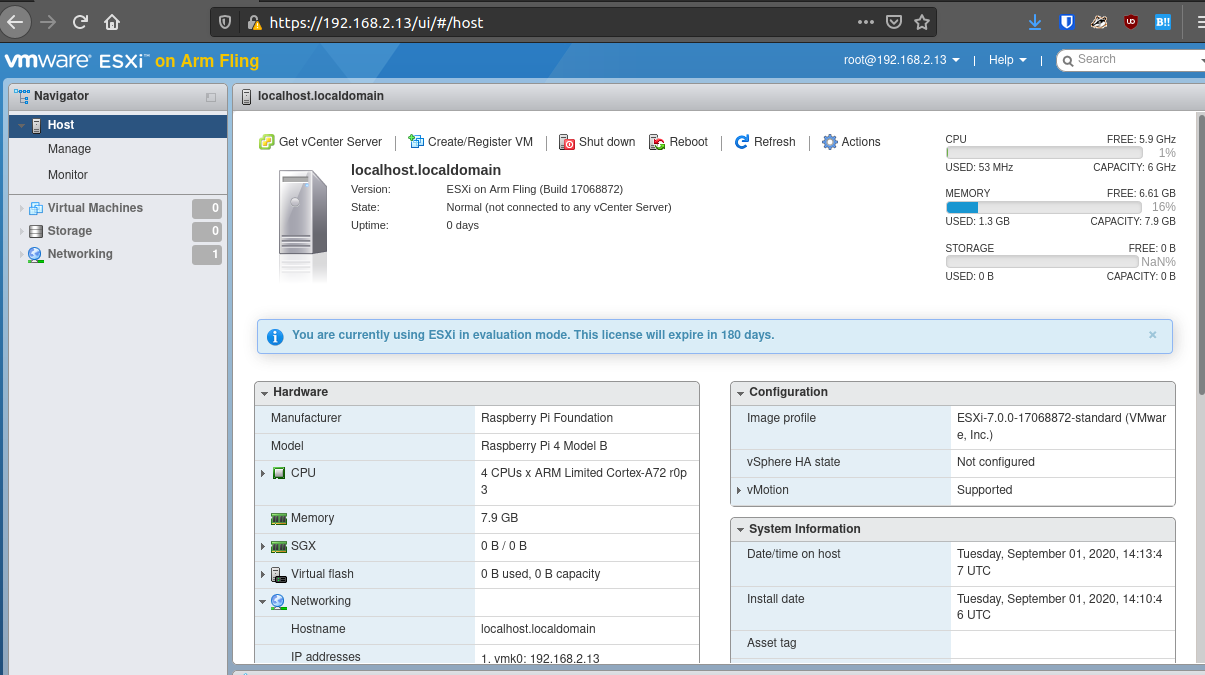 https://192.168.2.13/ui/#/host
UD
B!!
vmware® ESXi™ on Arm Fling
root@192.168.2.13 | Help | Search
Navigator
Host
Manage
Monitor
Virtual Machines 0
Storage 0
Networking 1
localhost.localdomain
Get vCenter Server | Create/Register VM | Shut down Reboot | Refresh | Actions
localhost.localdomain
Version: ESXi on Arm Fling (Build 17068872)
State: Normal (not connected to any vCenter Server)
Uptime: 0 days
CPU FREE: 5.9 GHz
1%
USED: 53 MHz CAPACITY: 6 GHz
MEMORY FREE: 6.61 GB
16%
USED: 1.3 GB CAPACITY: 7.9 GB
STORAGE FREE: 0 B
NaN%
USED: 0 B CAPACITY: 0 B
You are currently using ESXi in evaluation mode. This license will expire in 180 days. ×
Hardware
Manufacturer Raspberry Pi Foundation
Model Raspberry Pi 4 Model B
CPU 4 CPUs x ARM Limited Cortex-A72 r0p
3
Memory 7.9 GB
SGX 0 B / 0 B
Virtual flash 0 B used, 0 B capacity
Networking
Hostname localhost.localdomain
IP addresses 1. vmk0: 192.168.2.13
Configuration
Image profile ESXi-7.0.0-17068872-standard (VMwar
e, Inc.)
vSphere HA state Not configured
vMotion Supported
System Information
Date/time on host Tuesday, September 01, 2020, 14:13:4
7 UTC
Install date Tuesday, September 01, 2020, 14:10:4
6 UTC
Asset tag